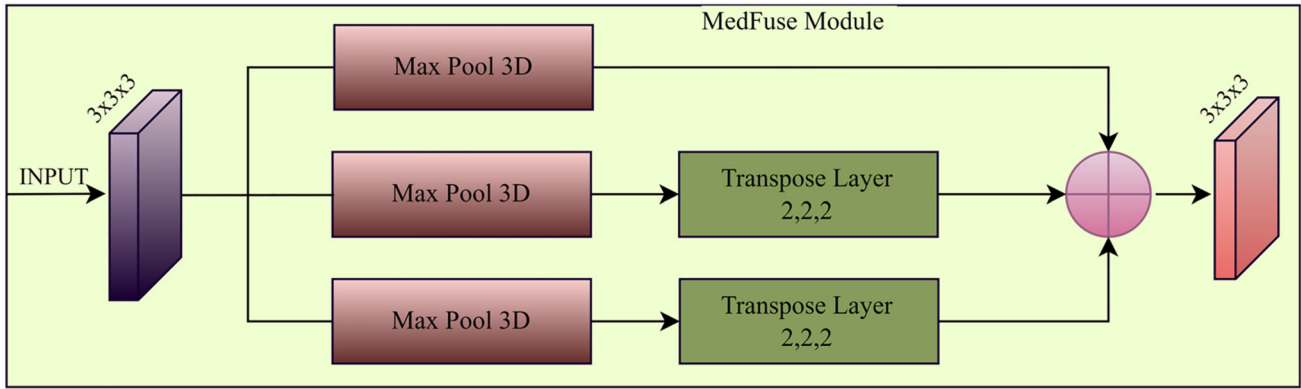 MedFuse Module
3x3x3
INPUT
Max Pool 3D
Max Pool 3D
Transpose Layer
2,2,2
Max Pool 3D
Transpose Layer
2,2,2
3x3x3